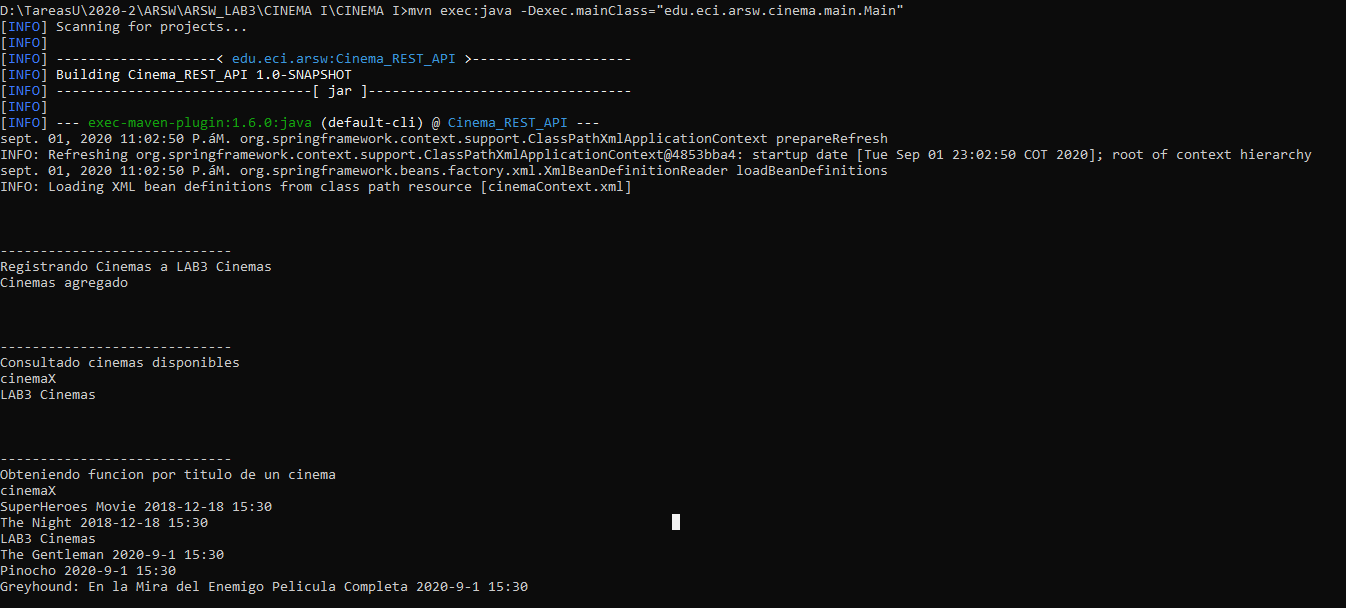 D:\TareasU\2020-2\ARSW\ARSW_LAB3\CINEMA I\CINEMA I>mvn exec:java -Dexec.mainClass="edu.eci.arsw.cinema.main.Main"
[INFO] Scanning for projects...
[INFO]
[INFO] --------------------< edu.eci.arsw:Cinema_REST_API >--------------------
[INFO] Building Cinema_REST_API 1.0-SNAPSHOT
[INFO] --------------------------------[ jar ]---------------------------------
[INFO]
[INFO] --- exec-maven-plugin:1.6.0:java (default-cli) @ Cinema_REST_API ---
sept. 01, 2020 11:02:50 P.áM. org.springframework.context.support.ClassPathXmlApplicationContext prepareRefresh
INFO: Refreshing org.springframework.context.support.ClassPathXmlApplicationContext@4853bba4: startup date [Tue Sep 01 23:02:50 COT 2020]; root of context hierarchy
sept. 01, 2020 11:02:50 P.áM. org.springframework.beans.factory.xml.XmlBeanDefinitionReader loadBeanDefinitions
INFO: Loading XML bean definitions from class path resource [cinemaContext.xml]
-----------------------------
Registrando Cinemas a LAB3 Cinemas
Cinemas agregado
-----------------------------
Consultado cinemas disponibles
cinemaX
LAB3 Cinemas
-----------------------------
Obteniendo funcion por titulo de un cinema
cinemaX
SuperHeroes Movie 2018-12-18 15:30
The Night 2018-12-18 15:30
LAB3 Cinemas
The Gentleman 2020-9-1 15:30
Pinocho 2020-9-1 15:30
Greyhound: En la Mira del Enemigo Pelicula Completa 2020-9-1 15:30